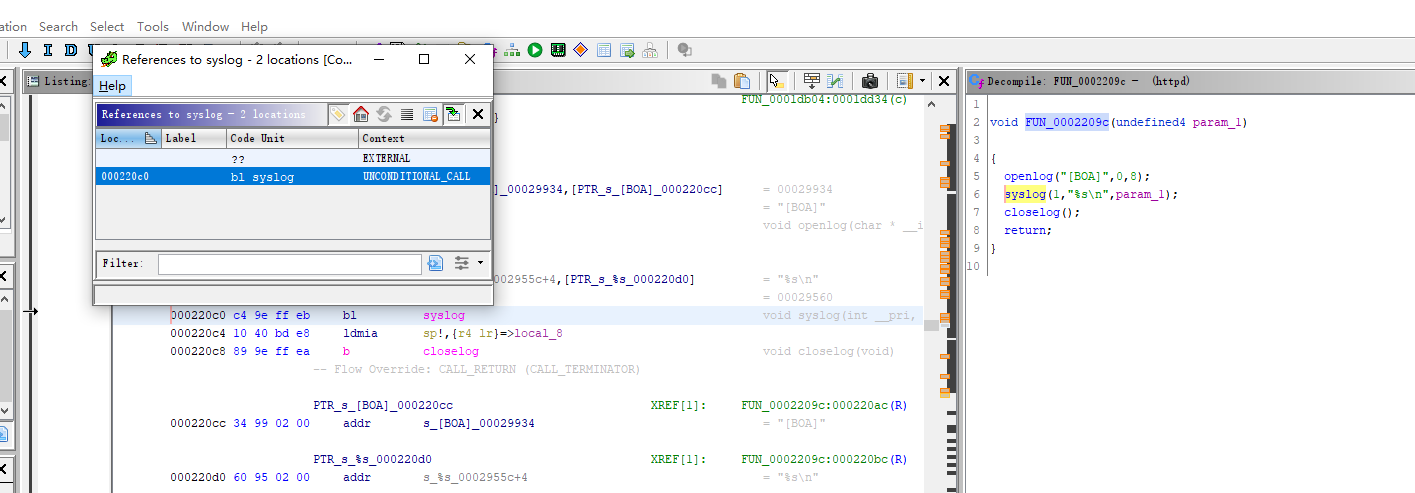 ation Search Select Tools Window Help
I D U
References to syslog - 2 locations [Co...
Help
References to syslog - 2 locations
Loc... Label Code Unit Context
?? EXTERNAL
000220c0 bl syslog UNCONDITIONAL_CALL
Filter:
Listing:
FUN_0001db04:0001dd34(c)
}
]_00029934,[PTR_s_[BOA]_000220cc] = 00029934
= "[BOA]"
void openlog(char * __i
002955c+4,[PTR_s_%s_000220d0] = "%s\n"
= 00029560
000220c0 c4 9e ff eb bl syslog void syslog(int __pri,
000220c4 10 40 bd e8 ldmia sp!,{r4 lr}=>local_8
000220c8 89 9e ff ea b closelog void closelog(void)
-- Flow Override: CALL_RETURN (CALL_TERMINATOR)
PTR_s_[BOA]_000220cc XREF[1]: FUN_0002209c:000220ac(R)
000220cc 34 99 02 00 addr s_[BOA]_00029934 = "[BOA]"
PTR_s_%s_000220d0 XREF[1]: FUN_0002209c:000220bc(R)
000220d0 60 95 02 00 addr s_%s_0002955c+4 = "%s\n"
Decompile: FUN_0002209c - (httpd)
1
2 void FUN_0002209c(undefined4 param_1)
3
4 {
5 openlog("[BOA]",0,8);
6 syslog(1,"%s\n",param_1);
7 closelog();
8 return;
9 }
10